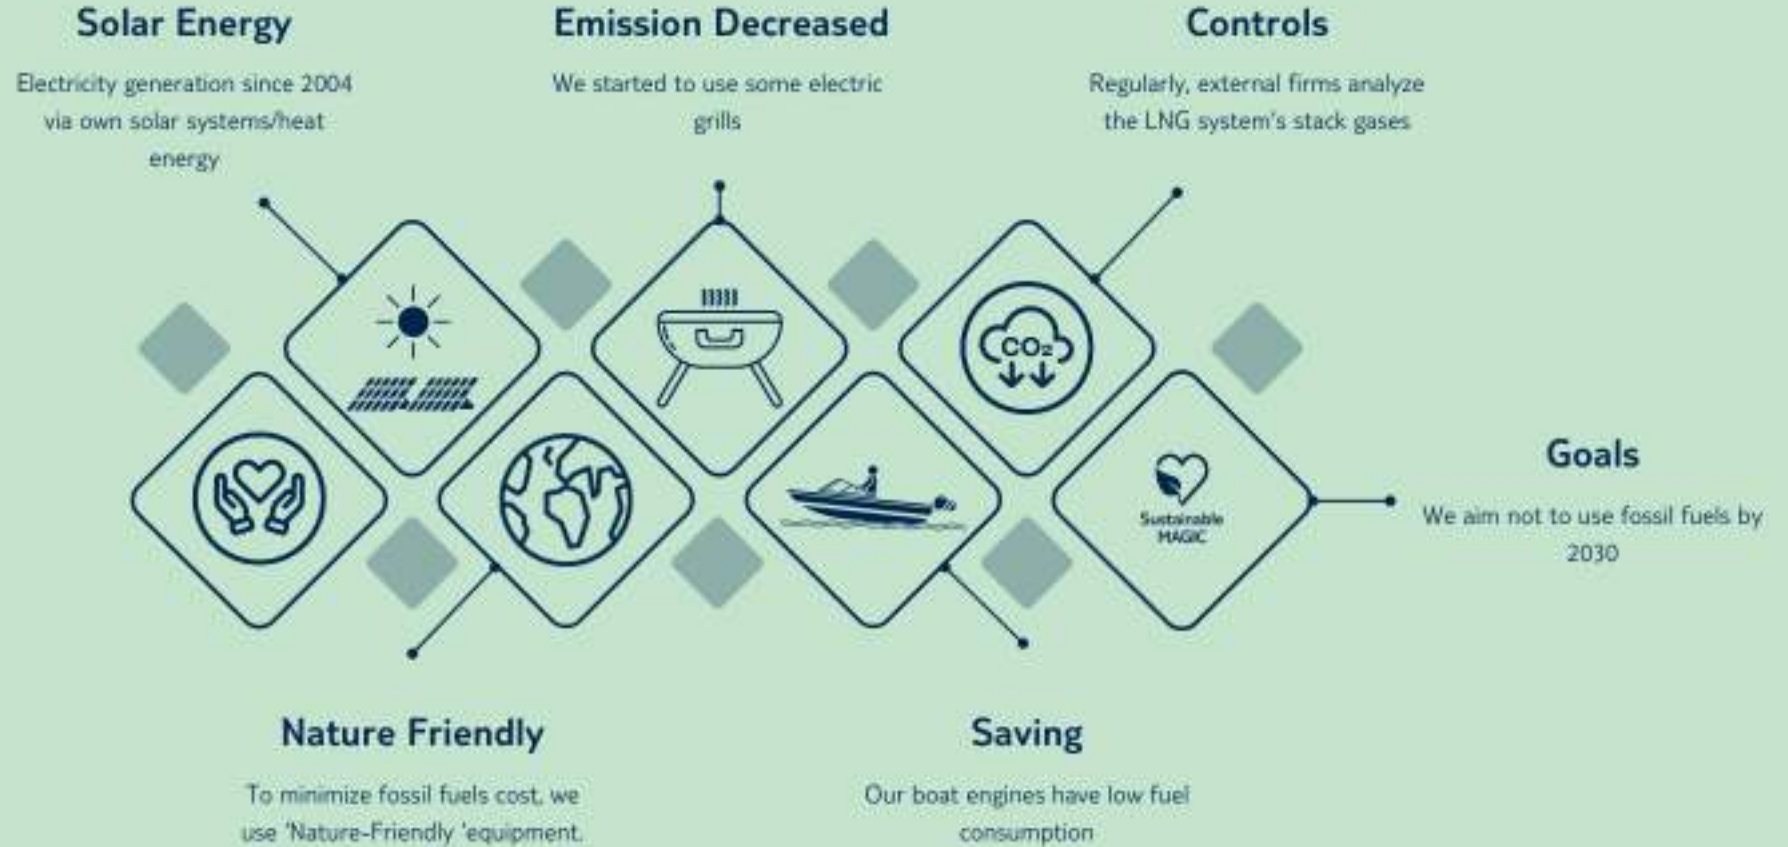 Solar Energy
Electricity generation since 2004
via own solar systems/heat
energy
Emission Decreased
We started to use some electric
grills
Controls
Regularly, external firms analyze
the LNG system's stack gases
CO₂
Sustainable
MAGIC
Goals
We aim not to use fossil fuels by
2030
Nature Friendly
To minimize fossil fuels cost, we
use 'Nature-Friendly 'equipment.
Saving
Our boat engines have low fuel
consumption